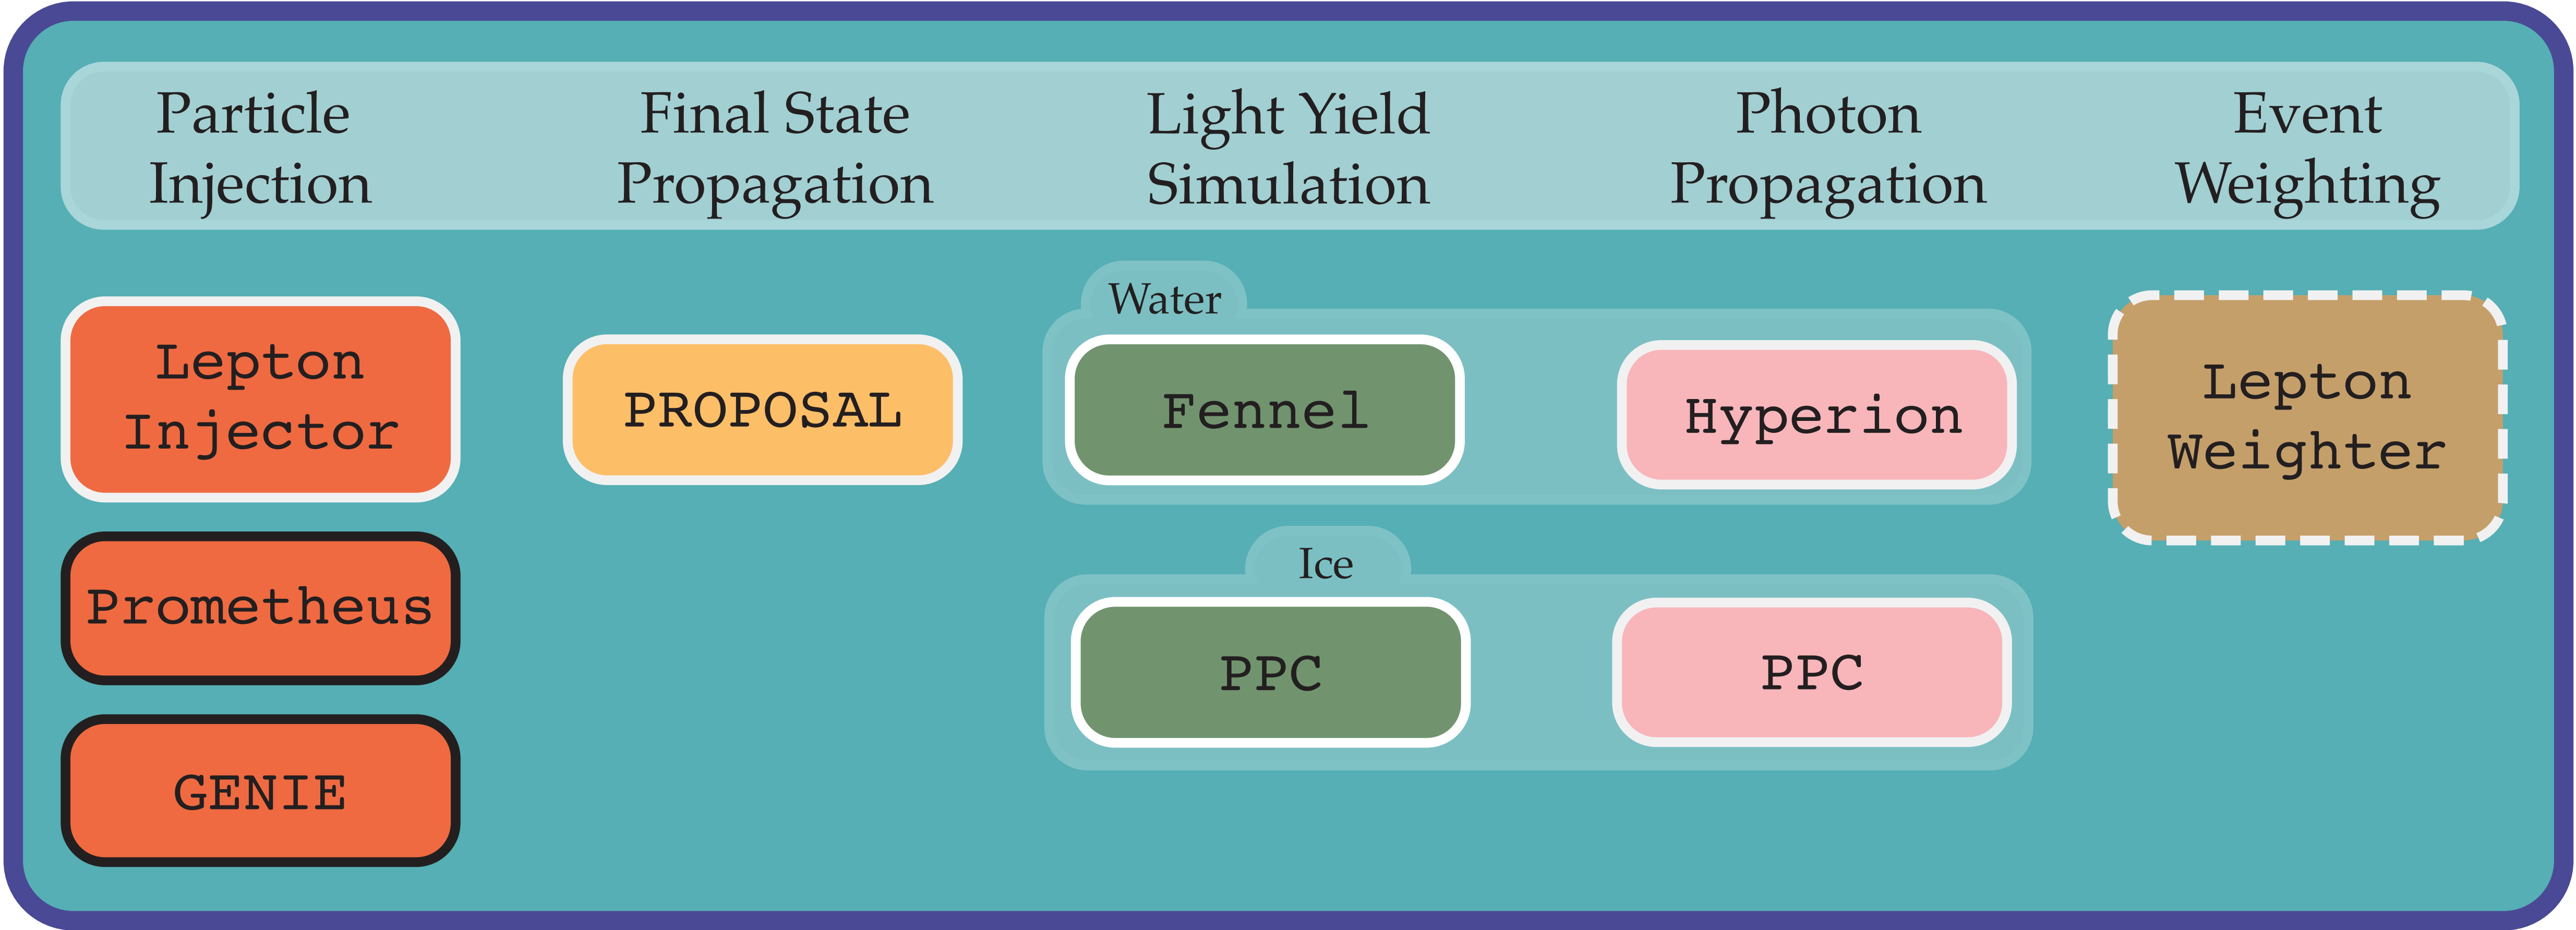 Particle
Injection
Final State
Propagation
Light Yield
Simulation
Photon
Propagation
Event
Weighting
Lepton
Injector
Prometheus
GENIE
PROPOSAL
Water
Fennel
Hyperion
Ice
PPC
PPC
Lepton
Weighter